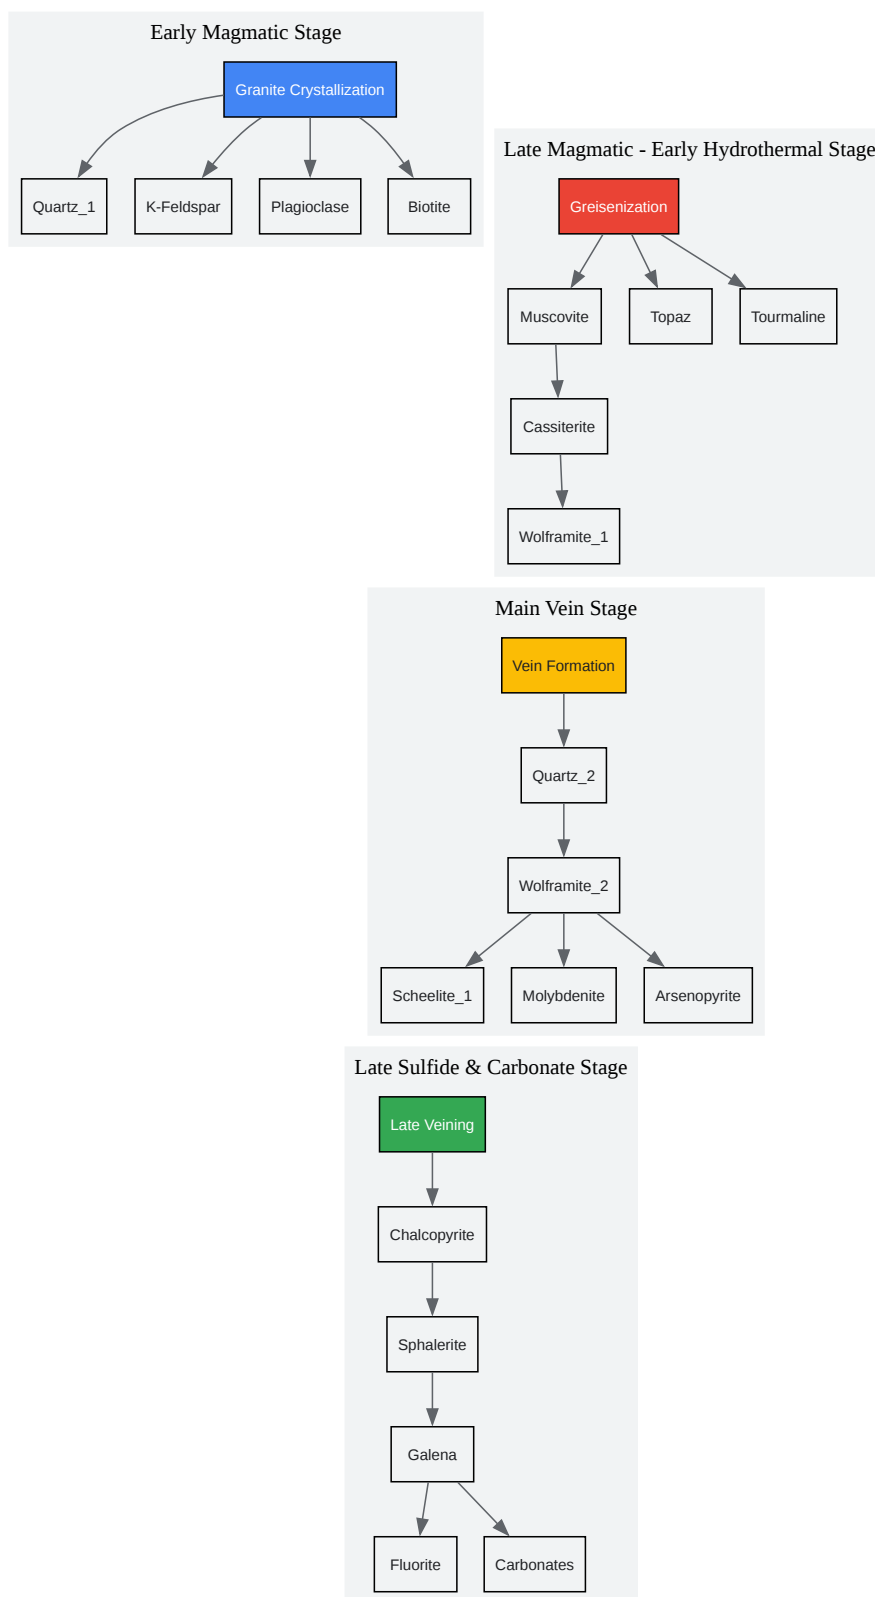 Early Magmatic Stage
Granite Crystallization
Quartz_1
K-Feldspar
Plagioclase
Biotite
Late Magmatic - Early Hydrothermal Stage
Greisenization
Muscovite
Topaz
Tourmaline
Cassiterite
Wolframite_1
Main Vein Stage
Vein Formation
Quartz_2
Wolframite_2
Scheelite_1
Molybdenite
Arsenopyrite
Late Sulfide & Carbonate Stage
Late Veining
Chalcopyrite
Sphalerite
Galena
Fluorite
Carbonates